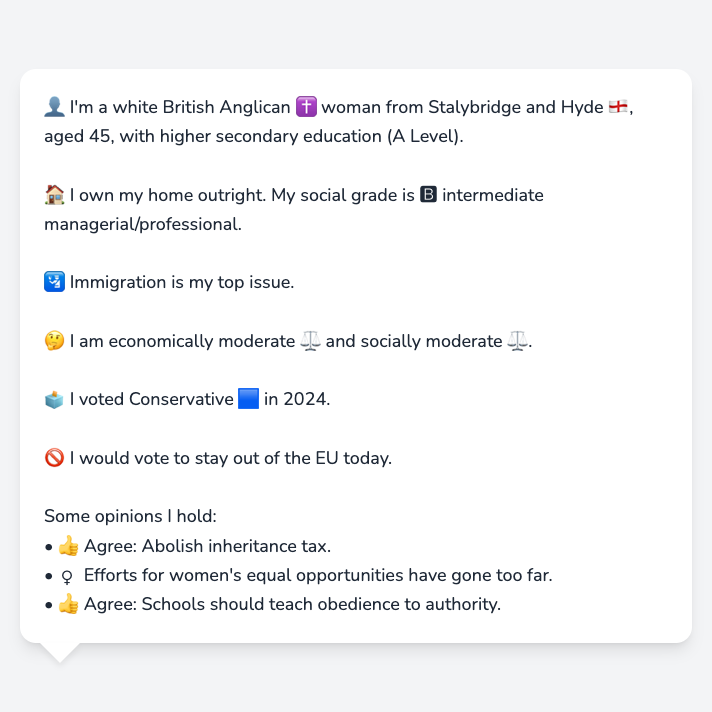 👤 I'm a white British Anglican ✝️ woman from Stalybridge and Hyde 🏴󠁧󠁢󠁥󠁮󠁧󠁿,
aged 45, with higher secondary education (A Level).
🏠 I own my home outright. My social grade is 🅱 intermediate
managerial/professional.
🛂 Immigration is my top issue.
🤔 I am economically moderate ⚖️ and socially moderate ⚖️.
🗳️ I voted Conservative 🟦 in 2024.
🚫 I would vote to stay out of the EU today.
Some opinions I hold:
• 👍 Agree: Abolish inheritance tax.
• ♀ Efforts for women's equal opportunities have gone too far.
• 👍 Agree: Schools should teach obedience to authority.